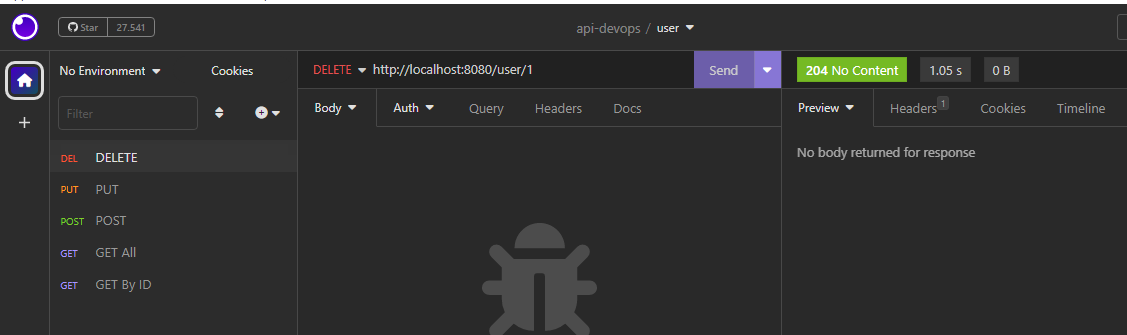 Star 27.541
api-devops / user
No Environment
Cookies
DELETE http://localhost:8080/user/1
Send
204 No Content
1.05 s
0 B
Filter
Body
Auth
Query
Headers
Docs
Preview
Headers 1
Cookies
Timeline
DEL DELETE
PUT PUT
POST POST
GET GET All
GET GET By ID
No body returned for response